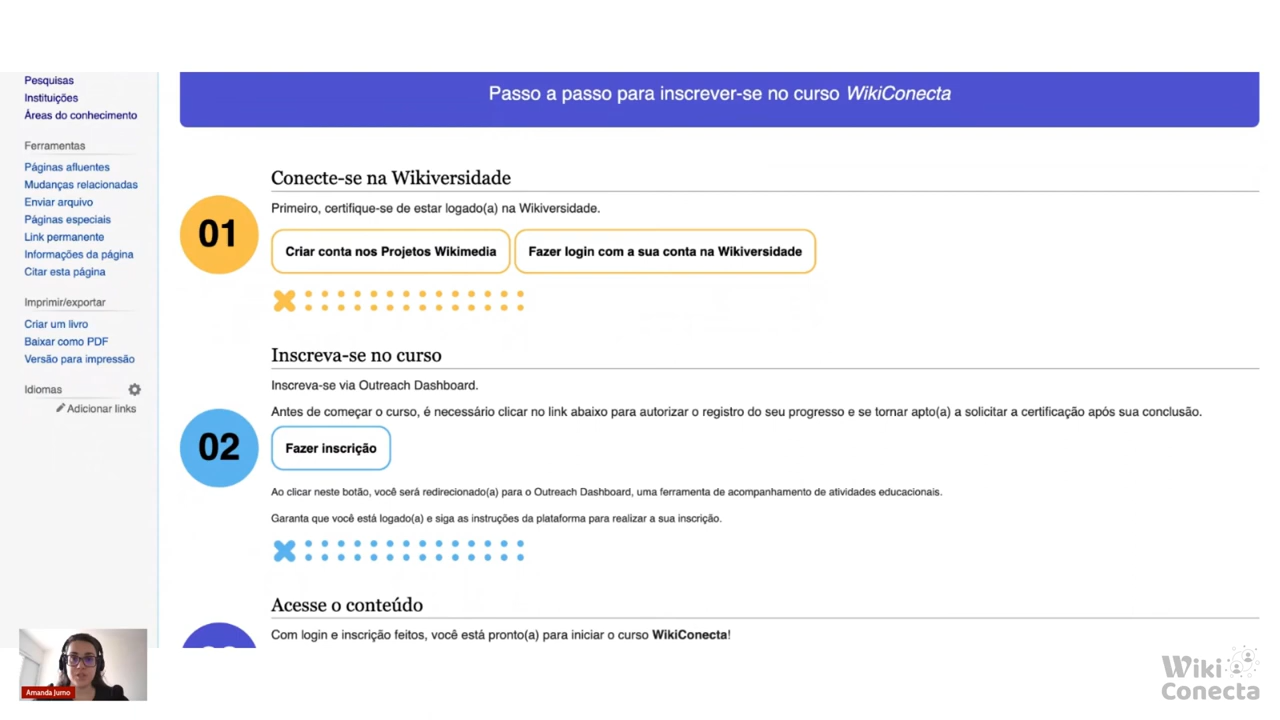 Pesquisas
Instituições
Áreas do conhecimento
Ferramentas
Páginas afluentes
Mudanças relacionadas
Enviar arquivo
Páginas especiais
Link permanente
Informações da página
Citar esta página
Imprimir/exportar
Criar um livro
Baixar como PDF
Versão para impressão
Idiomas
Adicionar links
Passo a passo para inscrever-se no curso WikiConecta
01
Conecte-se na Wikiversidade
Primeiro, certifique-se de estar logado(a) na Wikiversidade.
Criar conta nos Projetos Wikimedia
Fazer login com a sua conta na Wikiversidade
02
Inscreva-se no curso
Inscreva-se via Outreach Dashboard.
Antes de começar o curso, é necessário clicar no link abaixo para autorizar o registro do seu progresso e se tornar apto(a) a solicitar a certificação após sua conclusão.
Fazer inscrição
Ao clicar neste botão, você será redirecionado(a) para o Outreach Dashboard, uma ferramenta de acompanhamento de atividades educacionais.
Garanta que você está logado(a) e siga as instruções da plataforma para realizar a sua inscrição.
Acesse o conteúdo
Com login e inscrição feitos, você está pronto(a) para iniciar o curso WikiConecta!
Amanda Jurno
Wiki
Conecta